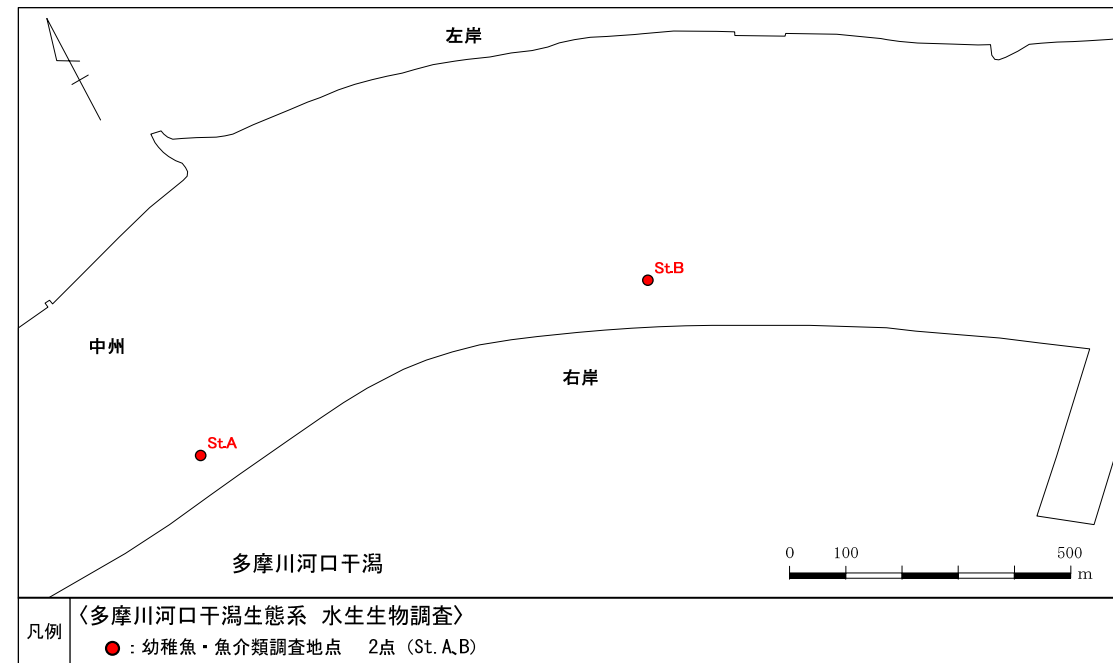 左岸
St.B
中州
右岸
St.A
多摩川河口干潟
0 100 500
m
凡例
〈多摩川河口干潟生態系 水生生物調査〉
：幼稚魚・魚介類調査地点 2点（St.A,B）